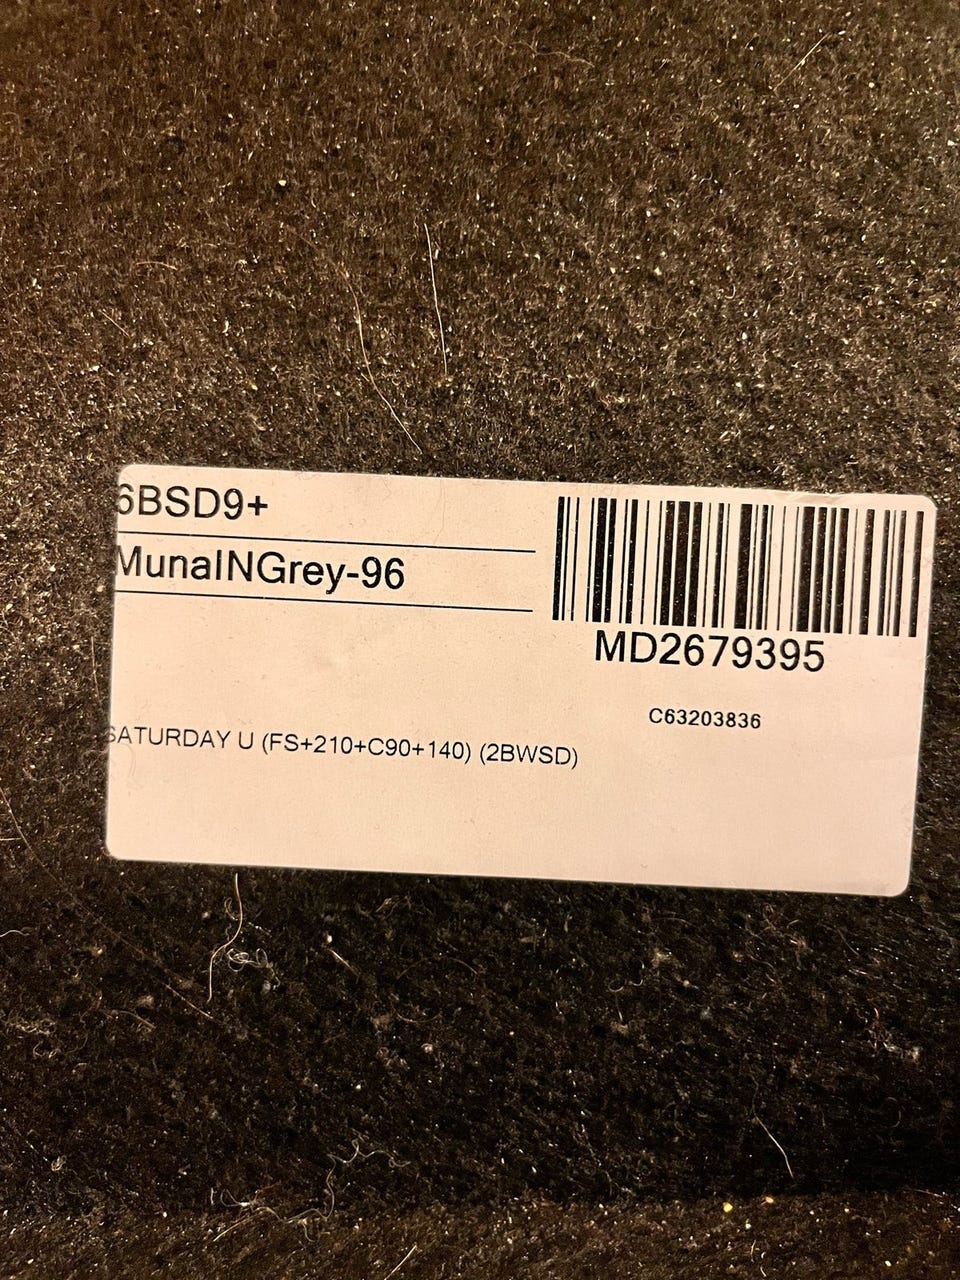 6BSD9+
MunaINGrey-96
MD2679395
C63203836
SATURDAY U (FS+210+C90+140) (2BWSD)